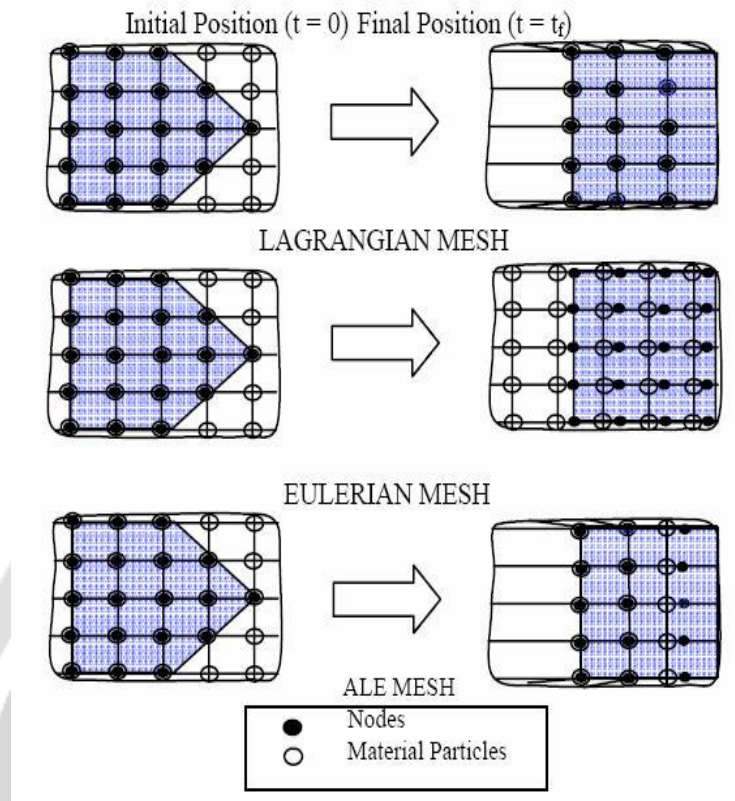 Initial Position (t = 0) Final Position (t = tf)
LAGRANGIAN MESH
EULERIAN MESH
ALE MESH
Nodes
Material Particles